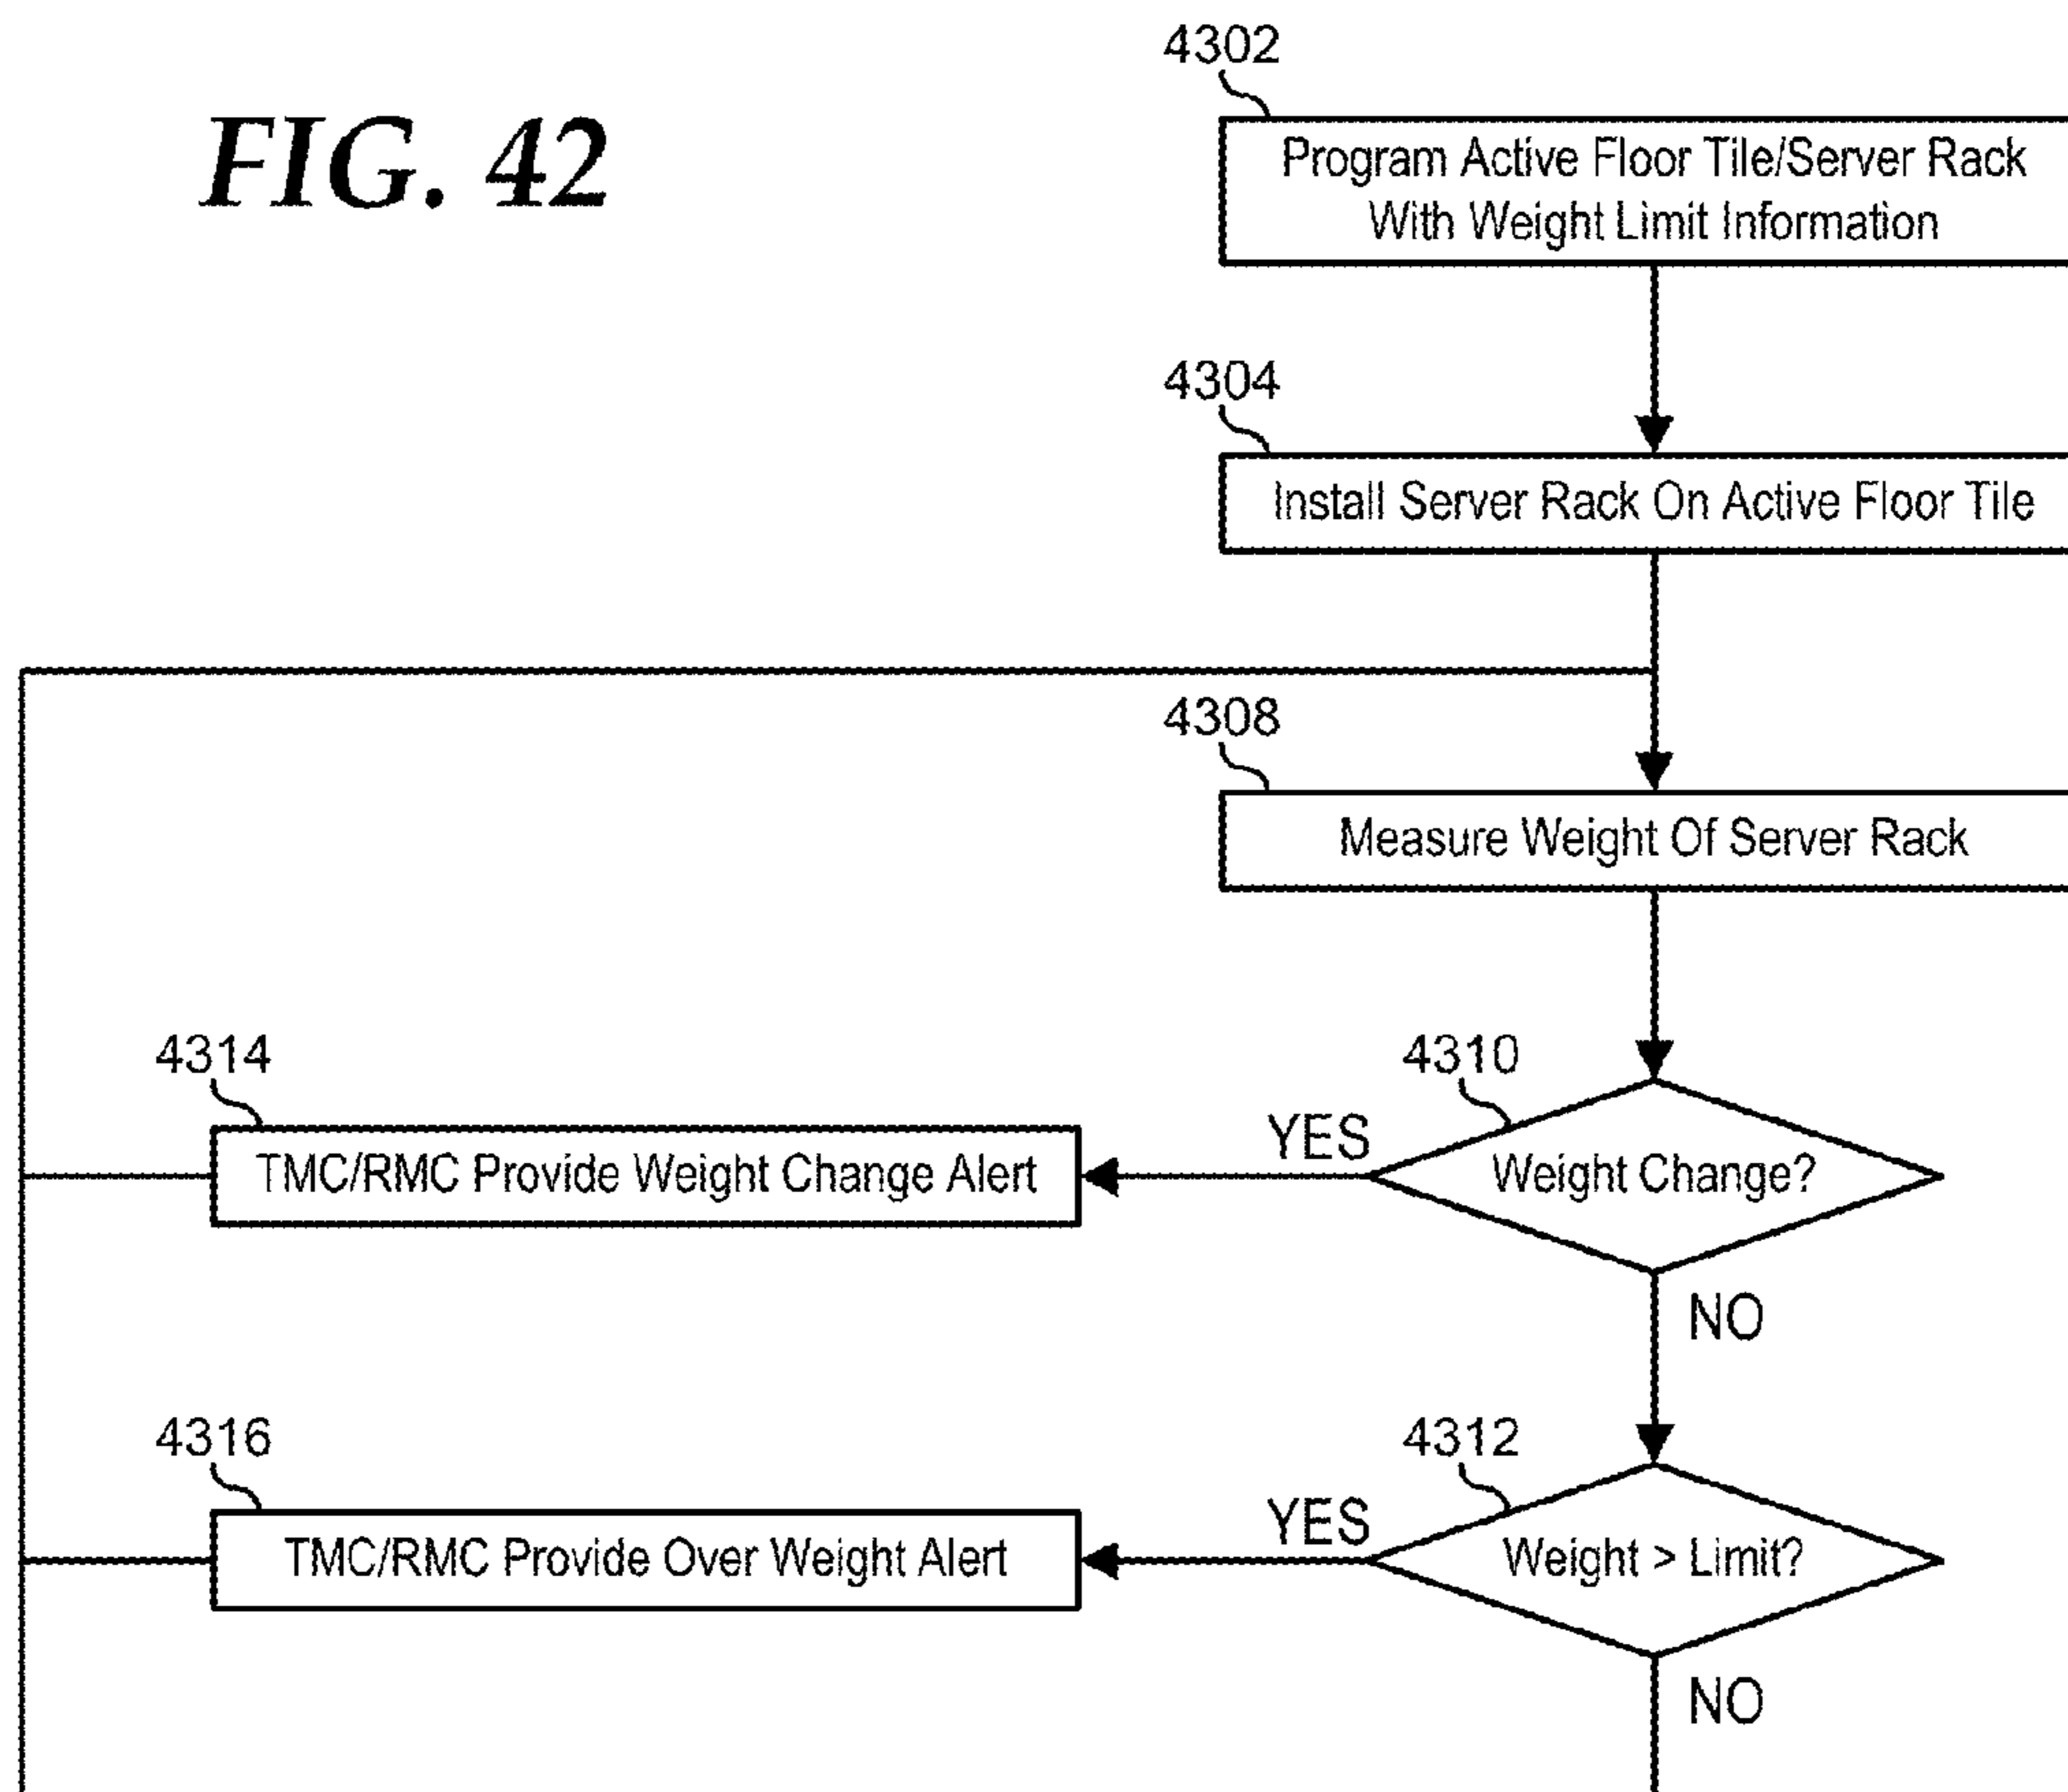 FIG. 42
4302
Program Active Floor Tile/Server Rack
With Weight Limit Information
4304
Install Server Rack On Active Floor Tile
4308
Measure Weight Of Server Rack
4310
Weight Change?
YES
4314
TMC/RMC Provide Weight Change Alert
NO
4312
Weight > Limit?
YES
4316
TMC/RMC Provide Over Weight Alert
NO